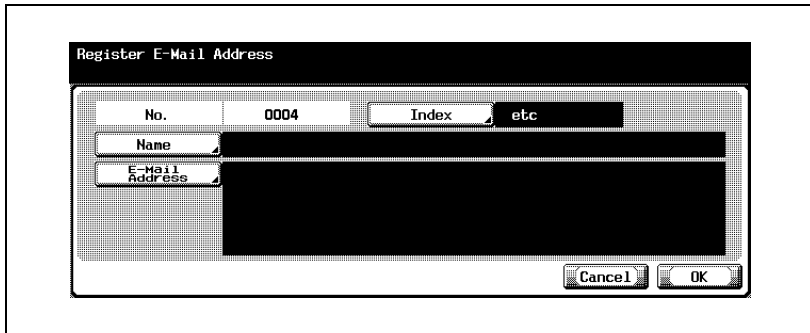 Register E-Mail Address
No. 0004 Index etc
Name
E-Mail
Address
Cancel OK